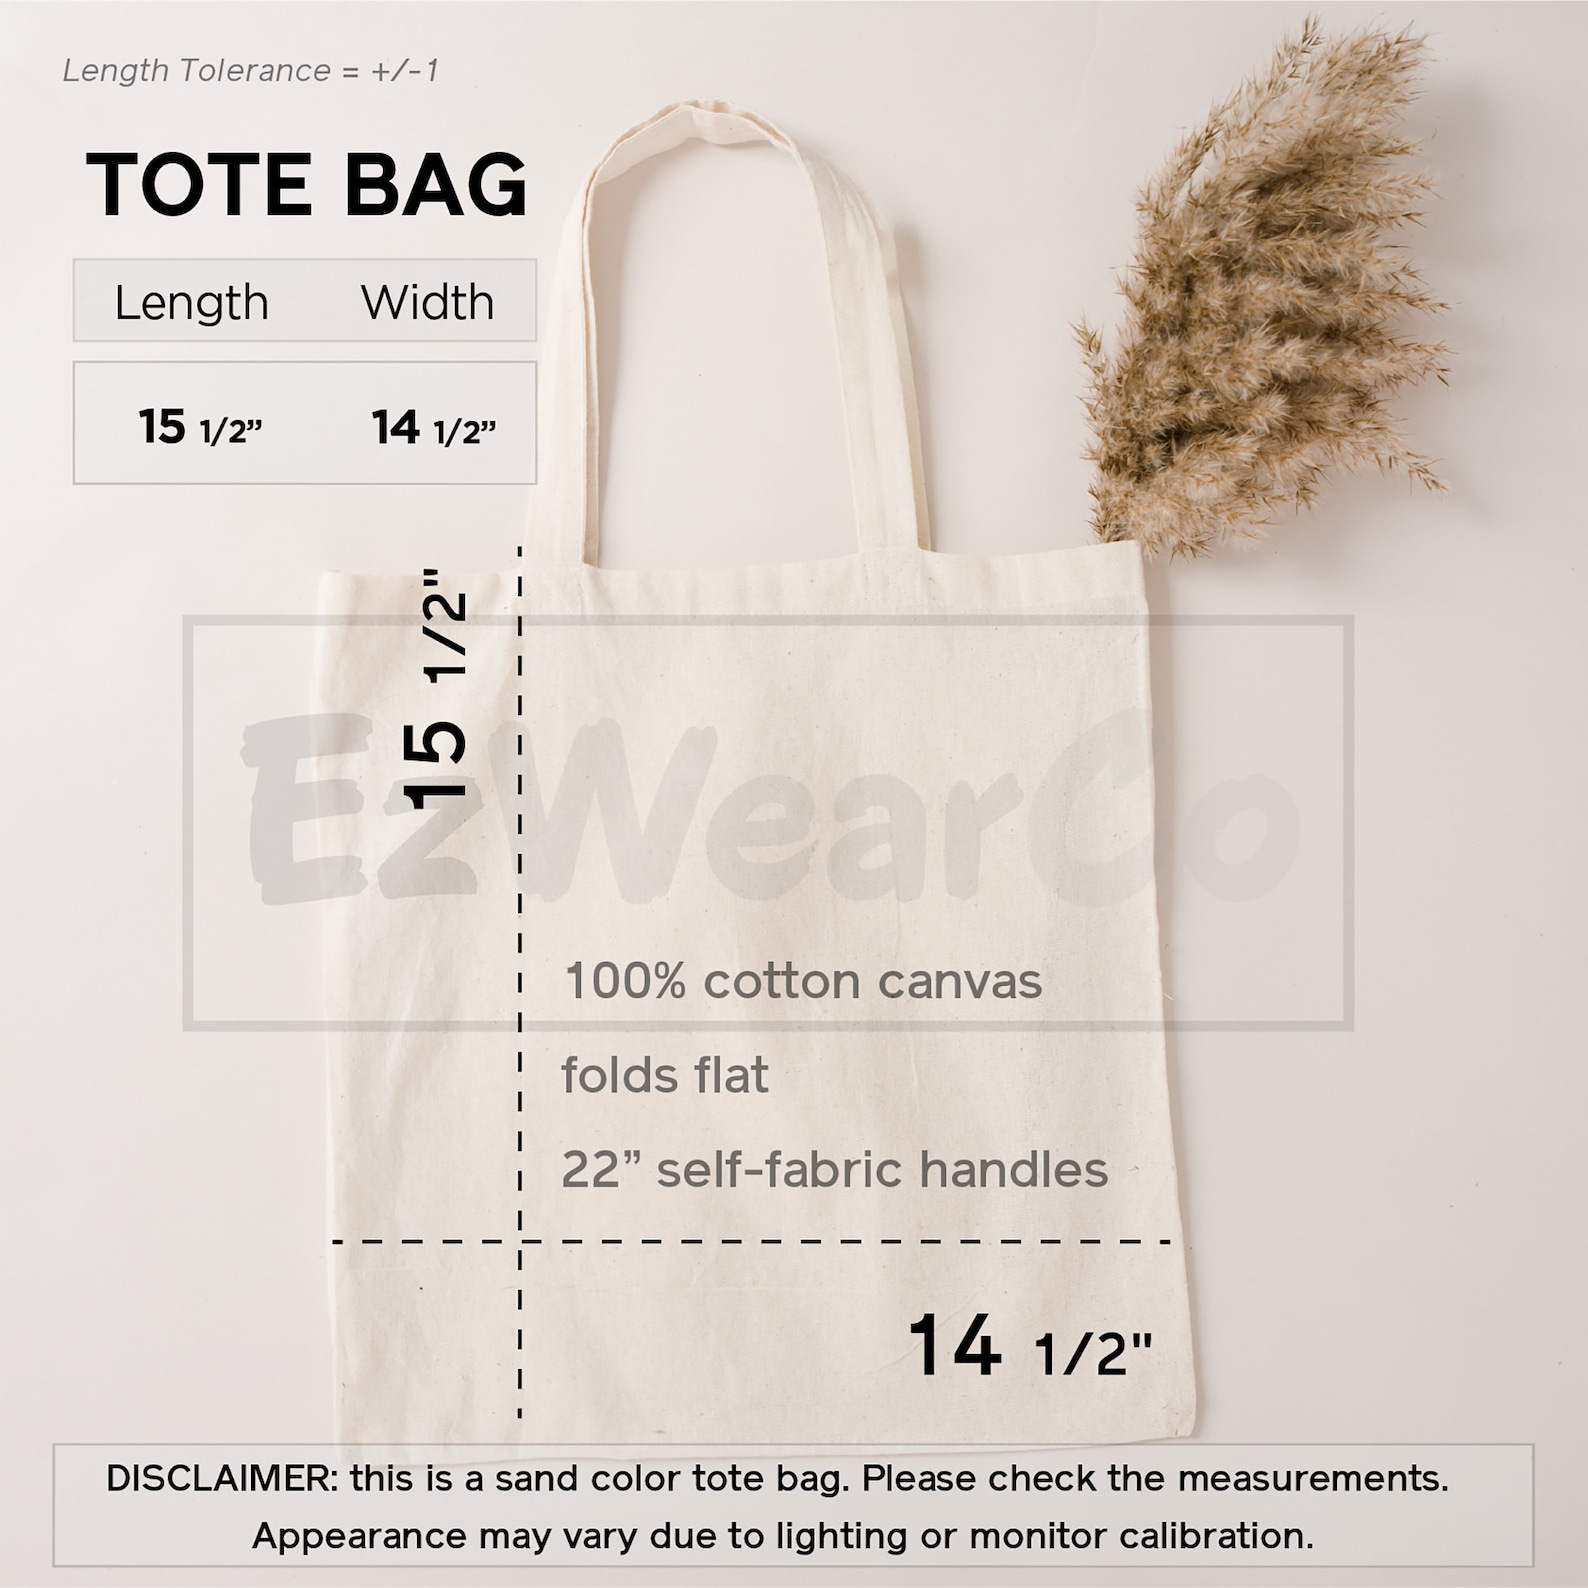 Length Tolerance = +/-1
TOTE BAG
Length Width
15 1/2” 14 1/2”
15 1/2"
EzWearCo
100% cotton canvas
folds flat
22” self-fabric handles
14 1/2"
DISCLAIMER: this is a sand color tote bag. Please check the measurements.
Appearance may vary due to lighting or monitor calibration.